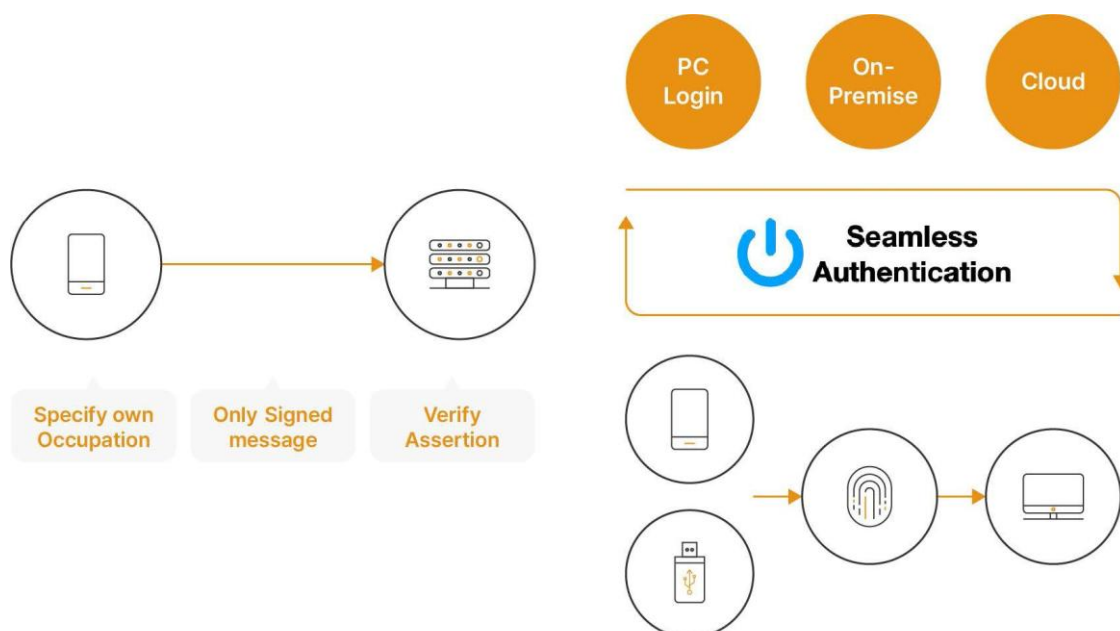 PC
Login
On-
Premise
Cloud
Seamless
Authentication
Specify own
Occupation
Only Signed
message
Verify
Assertion